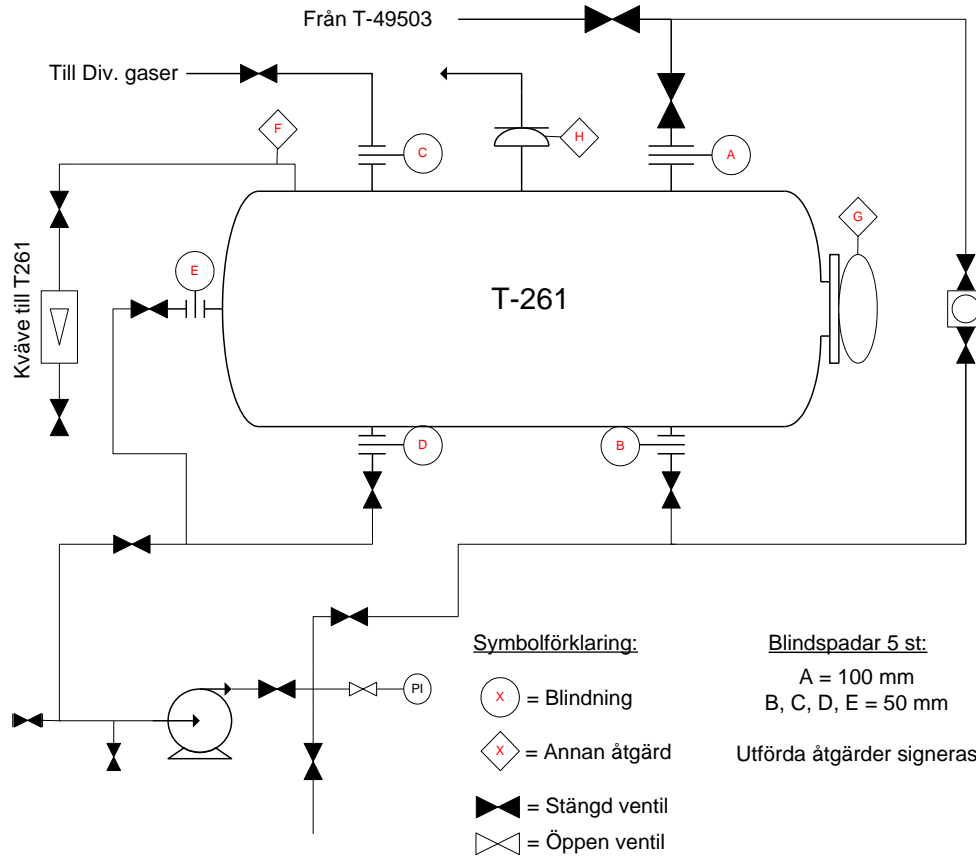 Från T-49503
Till Div. gaser
F
H
C
A
G
E
Kväve till T261
T-261
D
B
Symbolförklaring:
Blindspadar 5 st:
A = 100 mm
B, C, D, E = 50 mm
PI
X = Blindning
X = Annan åtgärd
Utförda åtgärder signeras
= Stängd ventil
= Öppen ventil